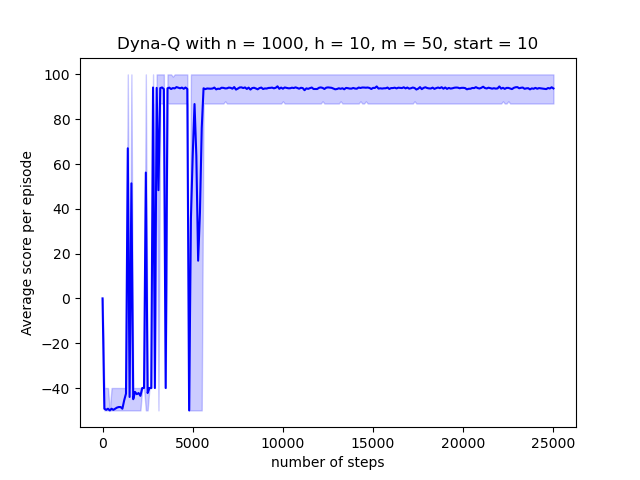 Dyna-Q with n = 1000, h = 10, m = 50, start = 10
Average score per episode
100
80
60
40
20
0
−20
−40
0 5000 10000 15000 20000 25000
number of steps